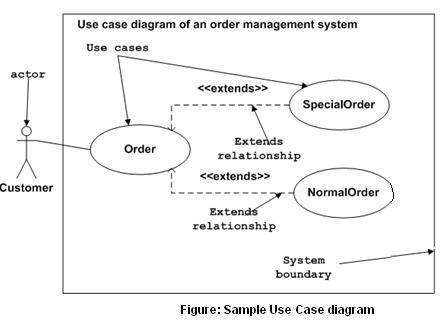 Use case diagram of an order management system
Use cases
actor
<<extends>>
SpecialOrder
Order
Extends
relationship
Customer
<<extends>>
NormalOrder
Extends
relationship
System
boundary
Figure: Sample Use Case diagram